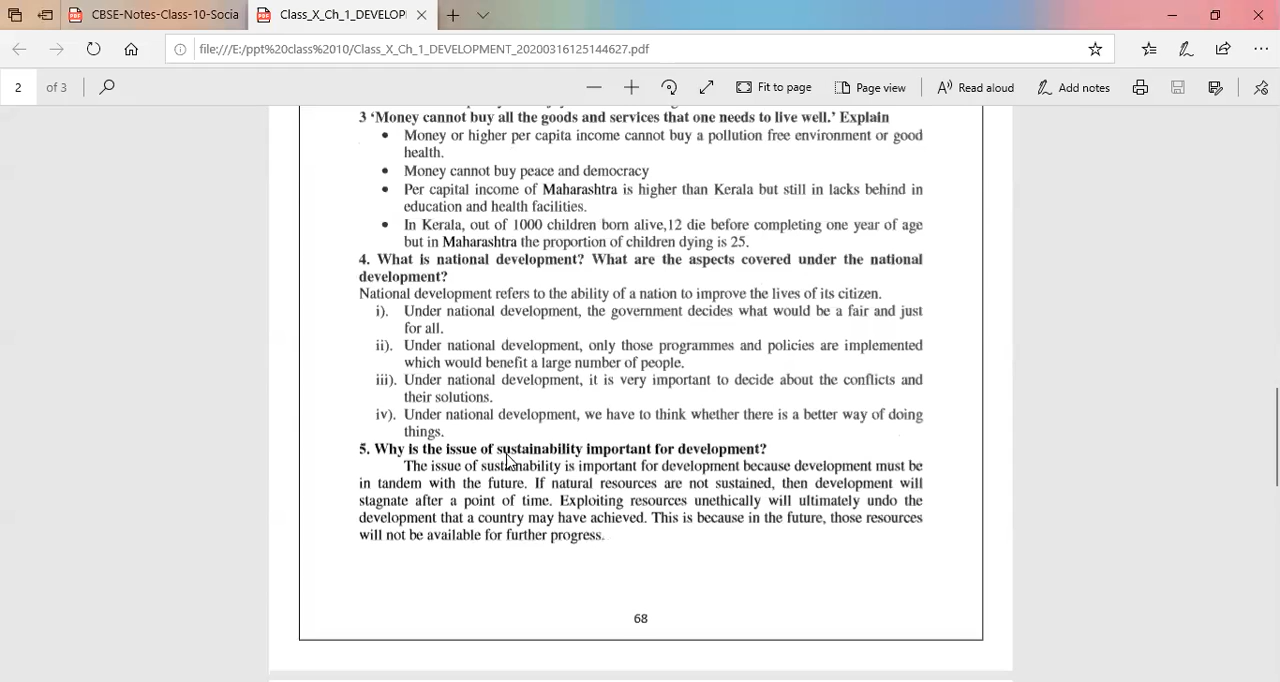 CBSE-Notes-Class-10-Socia
Class_X_Ch_1_DEVELOP
file:///E:/ppt%20class%2010/Class_X_Ch_1_DEVELOPMENT_20200316125144627.pdf
2 of 3
Fit to page
Page view
Read aloud
Add notes
3 ‘Money cannot buy all the goods and services that one needs to live well.’ Explain
• Money or higher per capita income cannot buy a pollution free environment or good
health.
• Money cannot buy peace and democracy
• Per capital income of Maharashtra is higher than Kerala but still in lacks behind in
education and health facilities.
• In Kerala, out of 1000 children born alive,12 die before completing one year of age
but in Maharashtra the proportion of children dying is 25.
4. What is national development? What are the aspects covered under the national
development?
National development refers to the ability of a nation to improve the lives of its citizen.
i). Under national development, the government decides what would be a fair and just
for all.
ii). Under national development, only those programmes and policies are implemented
which would benefit a large number of people.
iii). Under national development, it is very important to decide about the conflicts and
their solutions.
iv). Under national development, we have to think whether there is a better way of doing
things.
5. Why is the issue of sustainability important for development?
The issue of sustainability is important for development because development must be
in tandem with the future. If natural resources are not sustained, then development will
stagnate after a point of time. Exploiting resources unethically will ultimately undo the
development that a country may have achieved. This is because in the future, those resources
will not be available for further progress.
68